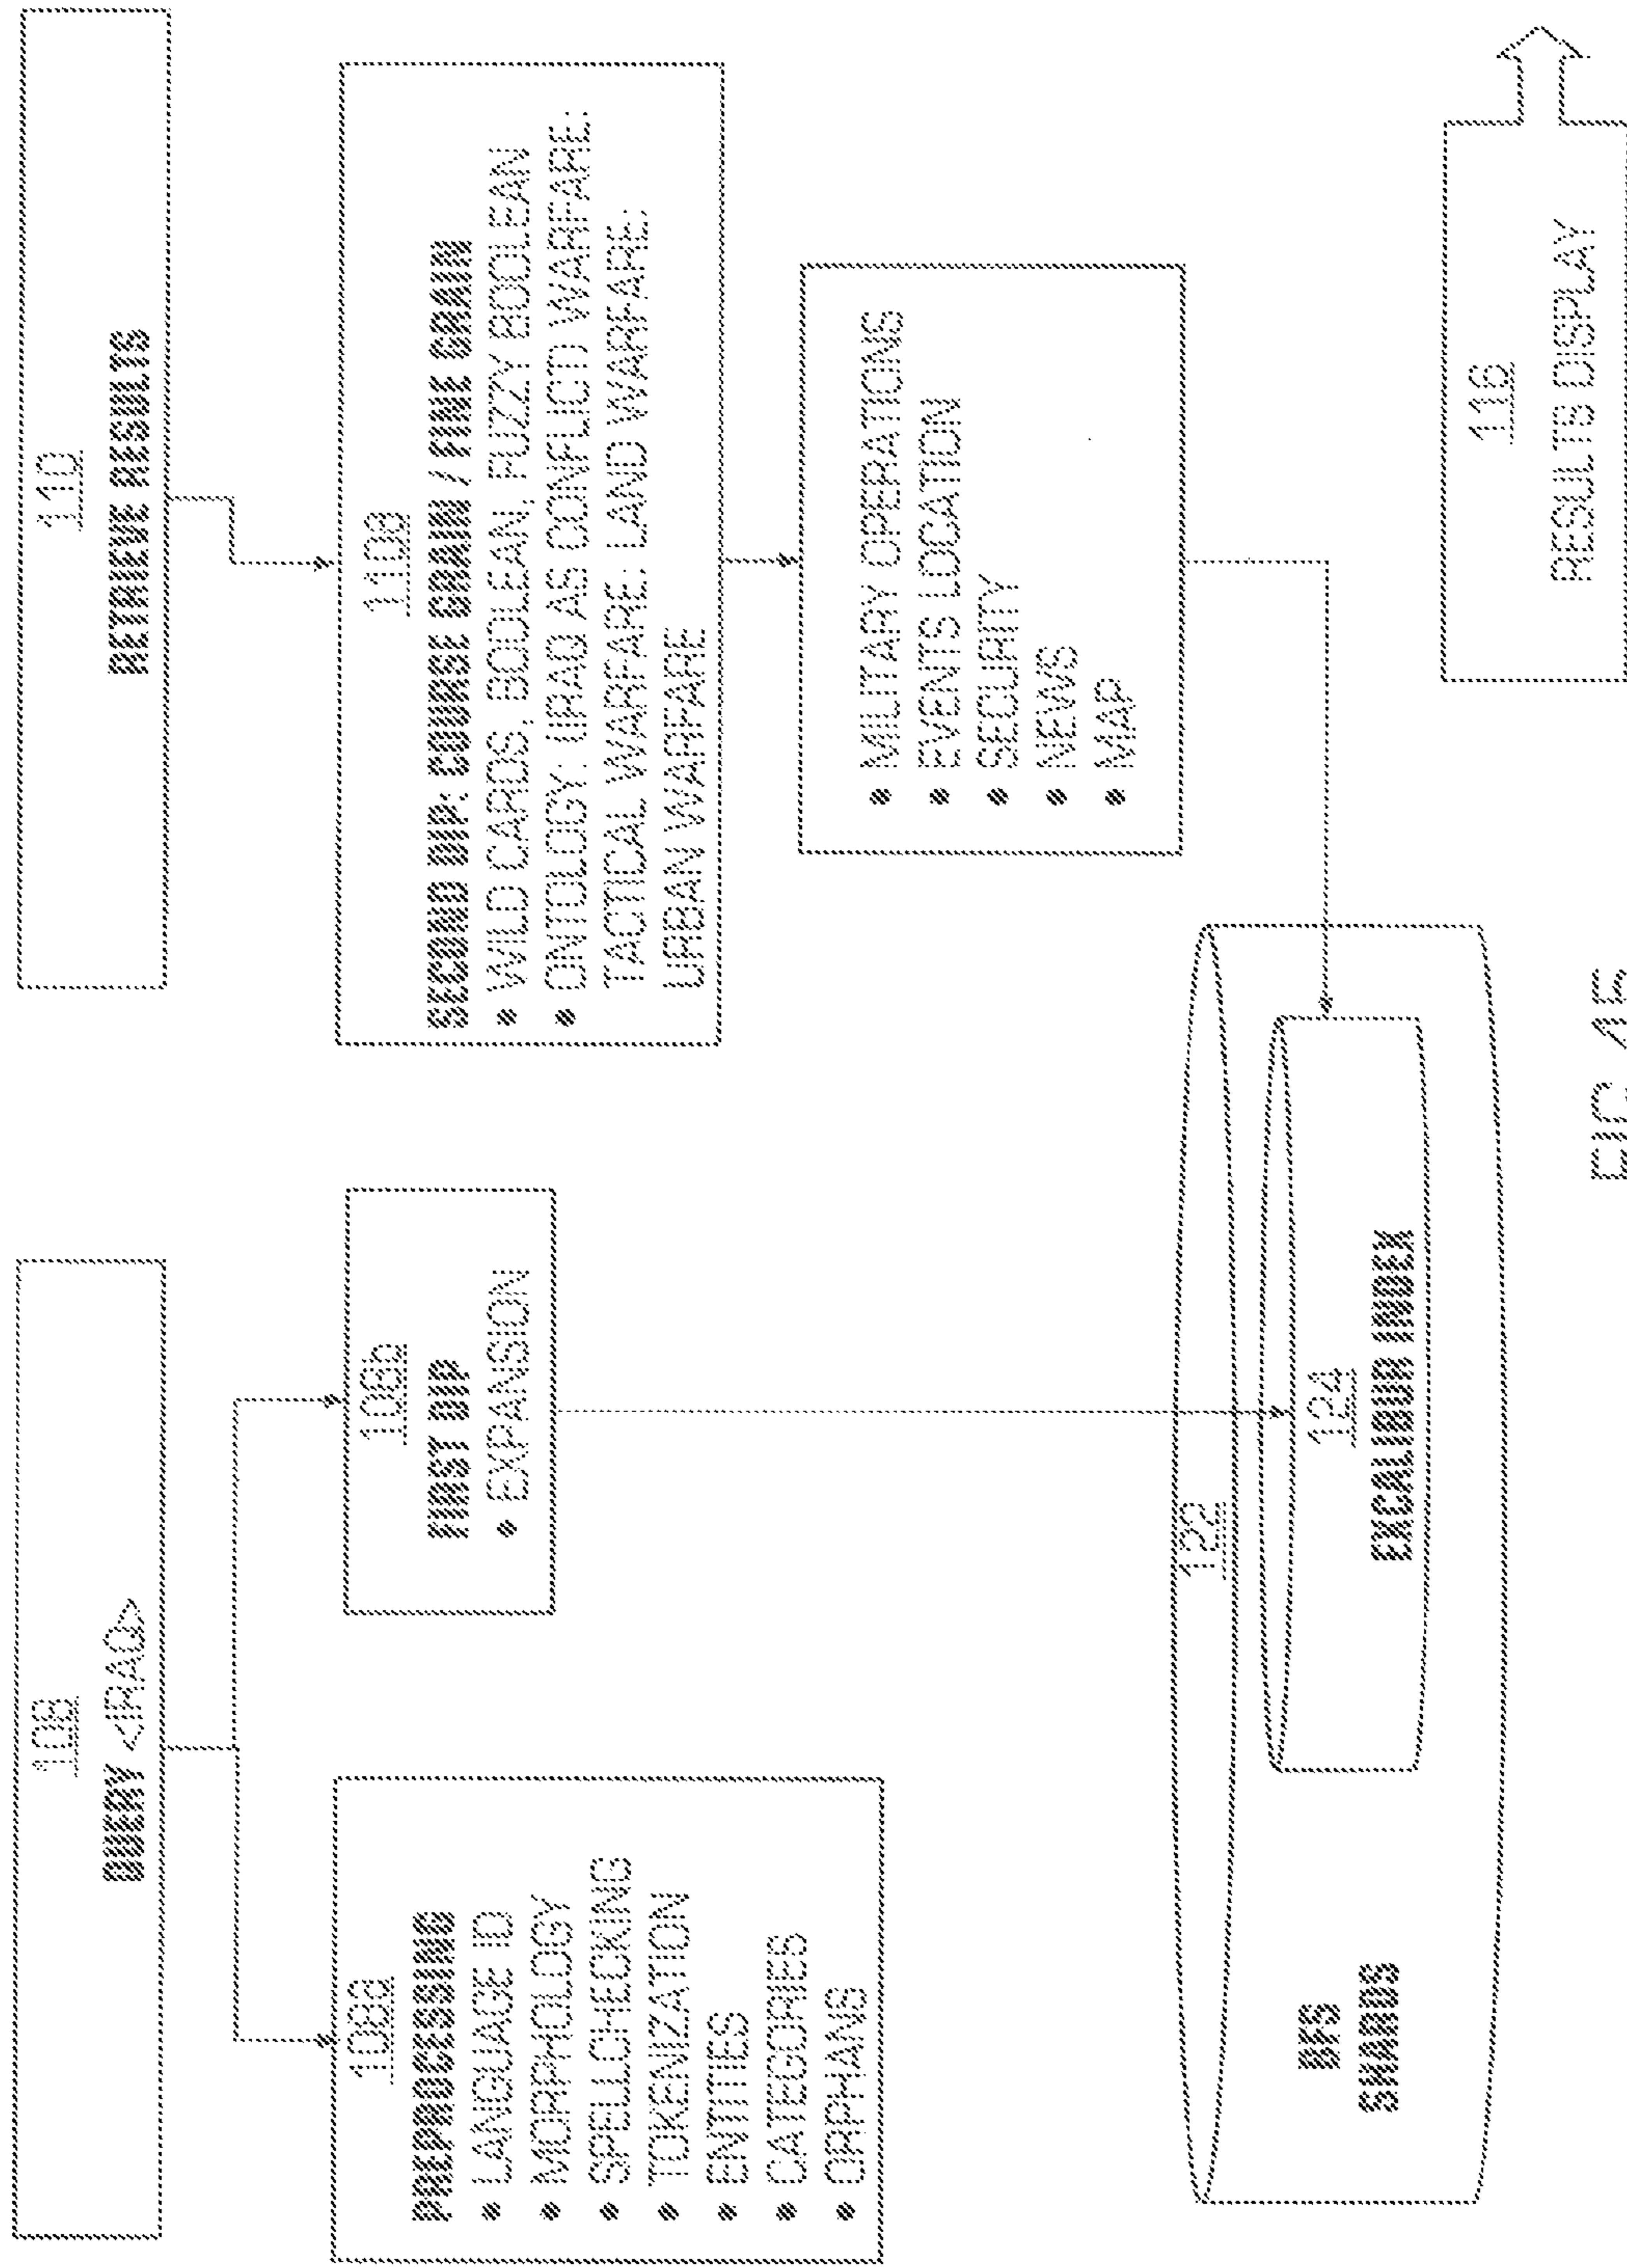 108
QUERY <IRAQ>
108a
PREPROCESSING
• LANGUAGE ID
• MORPHOLOGY
• SPELLCHECKING
• TOKENIZATION
• ENTITIES
• CATEGORIES
• ORPHANS
108b
FIRST DIP
• EXPANSION
110
RETRIEVE RESULTS
110a
SECOND DIP: COURSE GRAIN / FINE GRAIN
• WILD CARDS, BOOLEAN, FUZZY BOOLEAN
• ONTOLOGY: (IRAQ AS CONFLICT) WARFARE:
TACTICAL WARFARE: LAND WARFARE:
URBAN WARFARE
• MILITARY OPERATIONS
• EVENTS LOCATION
• SECURITY
• NEWS
• MAP
122
DFS
SHARDS
124
EXCALIBUR INDEX
116
RESULTS DISPLAY
FIG.